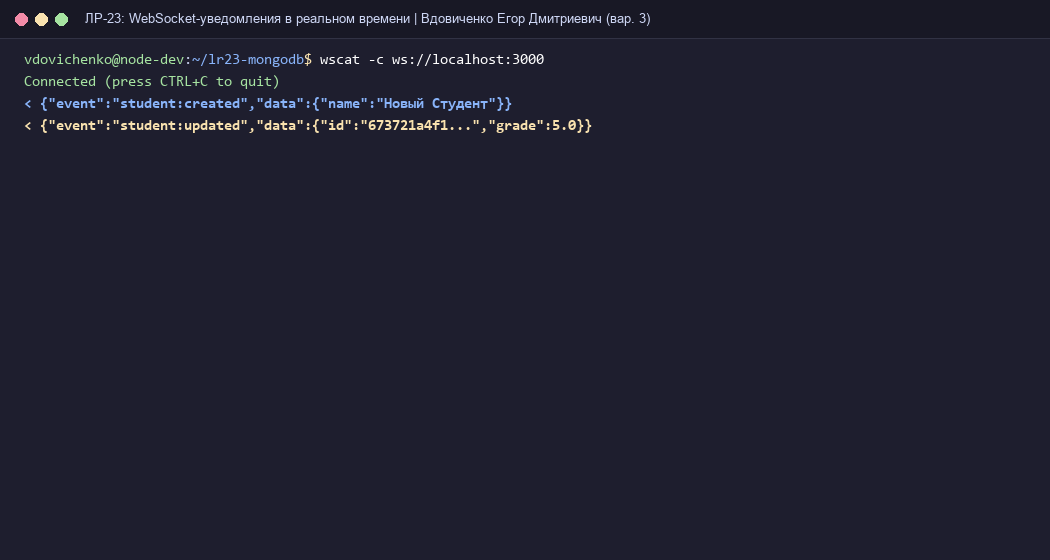 ЛР-23: WebSocket-уведомления в реальном времени | Вдовиченко Егор Дмитриевич (вар. 3)
vdovichenko@node-dev:~/lr23-mongodb$ wscat -c ws://localhost:3000
Connected (press CTRL+C to quit)
< {"event":"student:created","data":{"name":"Новый Студент"}}
< {"event":"student:updated","data":{"id":"673721a4f1...","grade":5.0}}